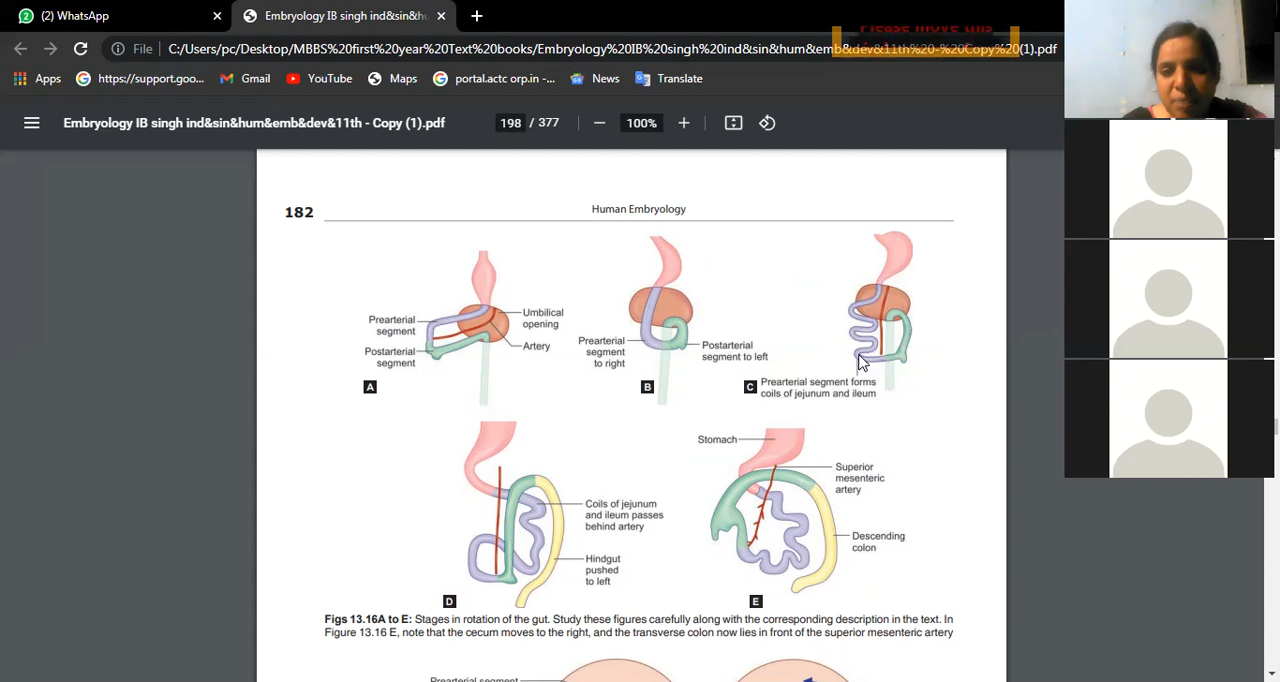 (2) WhatsApp
Embryology IB singh ind&sin&hu
Please move this
File
C:/Users/pc/Desktop/MBBS%20first%20year%20Text%20books/Embryology%20IB%20singh%20ind&sin&hum&emb&dev&11th%20-%20Copy%20(1).pdf
Apps
https://support.goo...
Gmail
YouTube
Maps
portal.actc orp.in -...
News
Translate
Embryology IB singh ind&sin&hum&emb&dev&11th - Copy (1).pdf
198 / 377
100%
182
Human Embryology
Prearterial
segment
Postarterial
segment
Umbilical
opening
Artery
A
Prearterial
segment
to right
Postarterial
segment to left
B
C
Prearterial segment forms
coils of jejunum and ileum
Coils of jejunum
and ileum passes
behind artery
Hindgut
pushed
to left
D
Stomach
Superior
mesenteric
artery
Descending
colon
E
Figs 13.16A to E: Stages in rotation of the gut. Study these figures carefully along with the corresponding description in the text. In
Figure 13.16 E, note that the cecum moves to the right, and the transverse colon now lies in front of the superior mesenteric artery
Prearterial segment